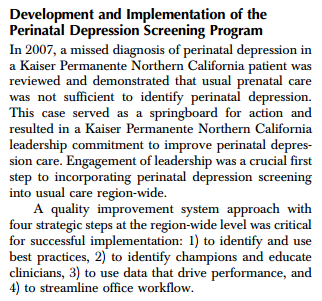 Development and Implementation of the
Perinatal Depression Screening Program
In 2007, a missed diagnosis of perinatal depression in
a Kaiser Permanente Northern California patient was
reviewed and demonstrated that usual prenatal care
was not sufficient to identify perinatal depression.
This case served as a springboard for action and
resulted in a Kaiser Permanente Northern California
leadership commitment to improve perinatal depres-
sion care. Engagement of leadership was a crucial first
step to incorporating perinatal depression screening
into usual care region-wide.
A quality improvement system approach with
four strategic steps at the region-wide level was critical
for successful implementation: 1) to identify and use
best practices, 2) to identify champions and educate
clinicians, 3) to use data that drive performance, and
4) to streamline office workflow.